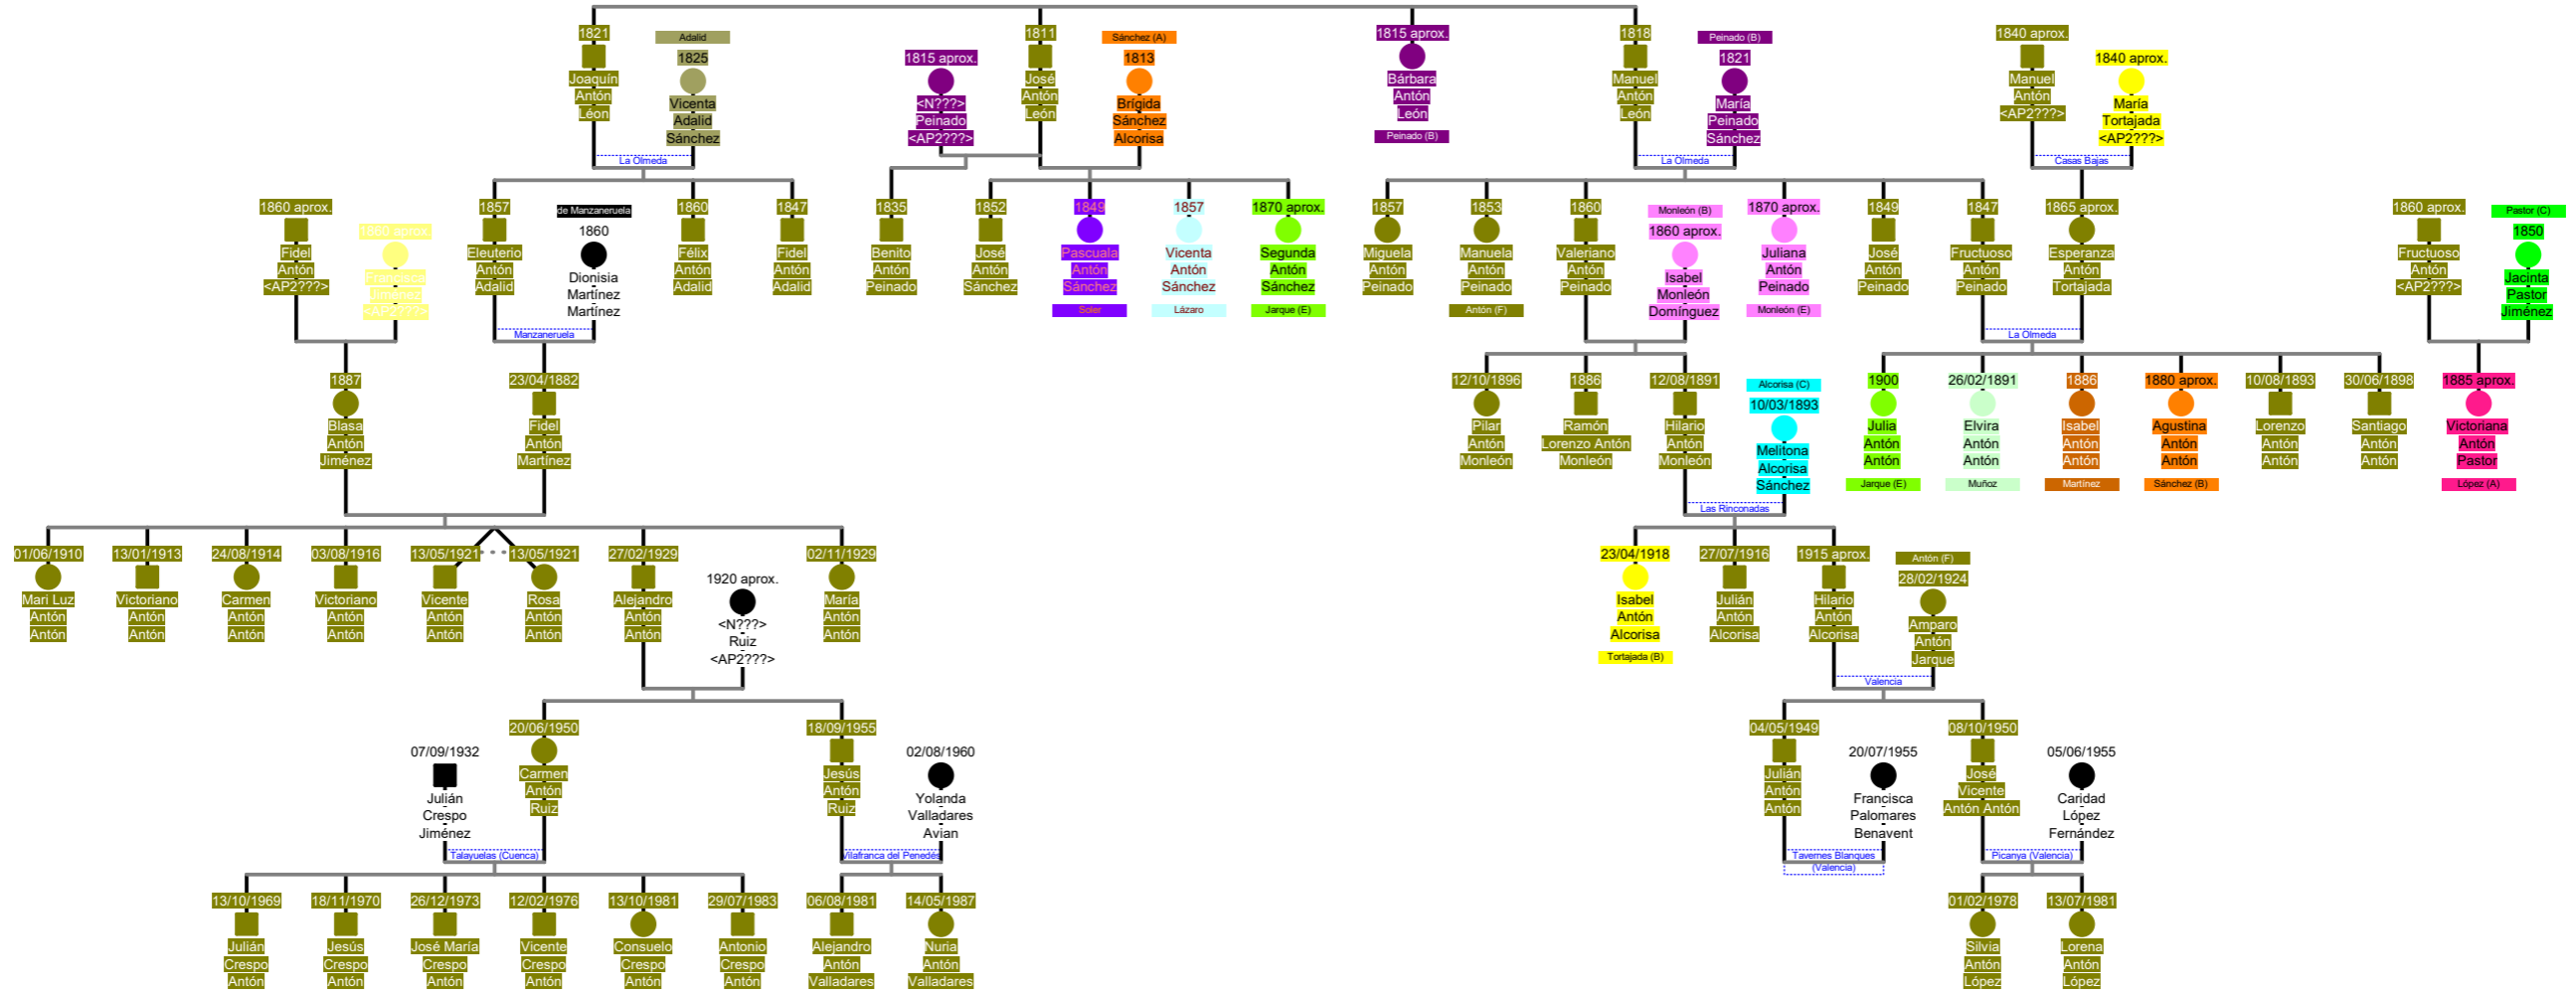 1821
Joaquín
Antón
León
Adalid
1825
Vicenta
Adalid
Sánchez
La Olmeda
1815 aprox.
<N???>
Peinado
<AP2???>
1811
José
Antón
León
Sánchez (A)
1813
Brígida
Sánchez
Alcorisa
1815 aprox.
Bárbara
Antón
León
Peinado (B)
1818
Manuel
Antón
León
Peinado (B)
1821
María
Peinado
Sánchez
La Olmeda
1840 aprox.
Manuel
Antón
<AP2???>
1840 aprox.
María
Tortajada
<AP2???>
Casas Bajas
1860 aprox.
Fidel
Antón
<AP2???>
1860 aprox.
Francisca
Jiménez
<AP2???>
1857
Eleuterio
Antón
Adalid
de Manzaneruela
1860
Dionisia
Martínez
Martínez
Manzaneruela
1860
Félix
Antón
Adalid
1847
Fidel
Antón
Adalid
1835
Benito
Antón
Peinado
1852
José
Antón
Sánchez
1849
Pascuala
Antón
Sánchez
Soler
1857
Vicenta
Antón
Sánchez
Lázaro
1870 aprox.
Segunda
Antón
Sánchez
Jarque (E)
1857
Miguela
Antón
Peinado
1853
Manuela
Antón
Peinado
Antón (F)
1860
Valeriano
Antón
Peinado
Monleón (B)
1860 aprox.
Isabel
Monleón
Domínguez
1870 aprox.
Juliana
Antón
Peinado
Monleón (E)
1849
José
Antón
Peinado
1847
Fructuoso
Antón
Peinado
1865 aprox.
Esperanza
Antón
Tortajada
La Olmeda
1860 aprox.
Fructuoso
Antón
<AP2???>
Pastor (C)
1850
Jacinta
Pastor
Jiménez
1887
Blasa
Antón
Jiménez
23/04/1882
Fidel
Antón
Martínez
12/10/1896
Pilar
Antón
Monleón
1886
Ramón
Lorenzo Antón
Monleón
12/08/1891
Hilario
Antón
Monleón
Alcorisa (C)
10/03/1893
Melitona
Alcorisa
Sánchez
Las Rinconadas
1900
Julia
Antón
Antón
Jarque (E)
26/02/1891
Elvira
Antón
Antón
Muñoz
1886
Isabel
Antón
Antón
Martínez
1880 aprox.
Agustina
Antón
Antón
Sánchez (B)
10/08/1893
Lorenzo
Antón
Antón
30/06/1898
Santiago
Antón
Antón
1885 aprox.
Victoriana
Antón
Pastor
López (A)
01/06/1910
Mari Luz
Antón
Antón
13/01/1913
Victoriano
Antón
Antón
24/08/1914
Carmen
Antón
Antón
03/08/1916
Victoriano
Antón
Antón
13/05/1921
Vicente
Antón
Antón
13/05/1921
Rosa
Antón
Antón
27/02/1929
Alejandro
Antón
Antón
1920 aprox.
<N???>
Ruiz
<AP2???>
02/11/1929
María
Antón
Antón
23/04/1918
Isabel
Antón
Alcorisa
Tortajada (B)
27/07/1916
Julián
Antón
Alcorisa
1915 aprox.
Hilario
Antón
Alcorisa
Antón (F)
28/02/1924
Amparo
Antón
Jarque
Valencia
07/09/1932
Julián
Crespo
Jiménez
20/06/1950
Carmen
Antón
Ruiz
Talayuelas (Cuenca)
18/09/1955
Jesús
Antón
Ruiz
02/08/1960
Yolanda
Valladares
Avian
Vilafranca del Penedés
04/05/1949
Julián
Antón
Antón
20/07/1955
Francisca
Palomares
Benavent
Tavernes Blanques
(Valencia)
08/10/1950
José
Vicente
Antón Antón
05/06/1955
Caridad
López
Fernández
Picanya (Valencia)
13/10/1969
Julián
Crespo
Antón
18/11/1970
Jesús
Crespo
Antón
26/12/1973
José María
Crespo
Antón
12/02/1976
Vicente
Crespo
Antón
13/10/1981
Consuelo
Crespo
Antón
29/07/1983
Antonio
Crespo
Antón
06/08/1981
Alejandro
Antón
Valladares
14/05/1987
Nuria
Antón
Valladares
01/02/1978
Silvia
Antón
López
13/07/1981
Lorena
Antón
López